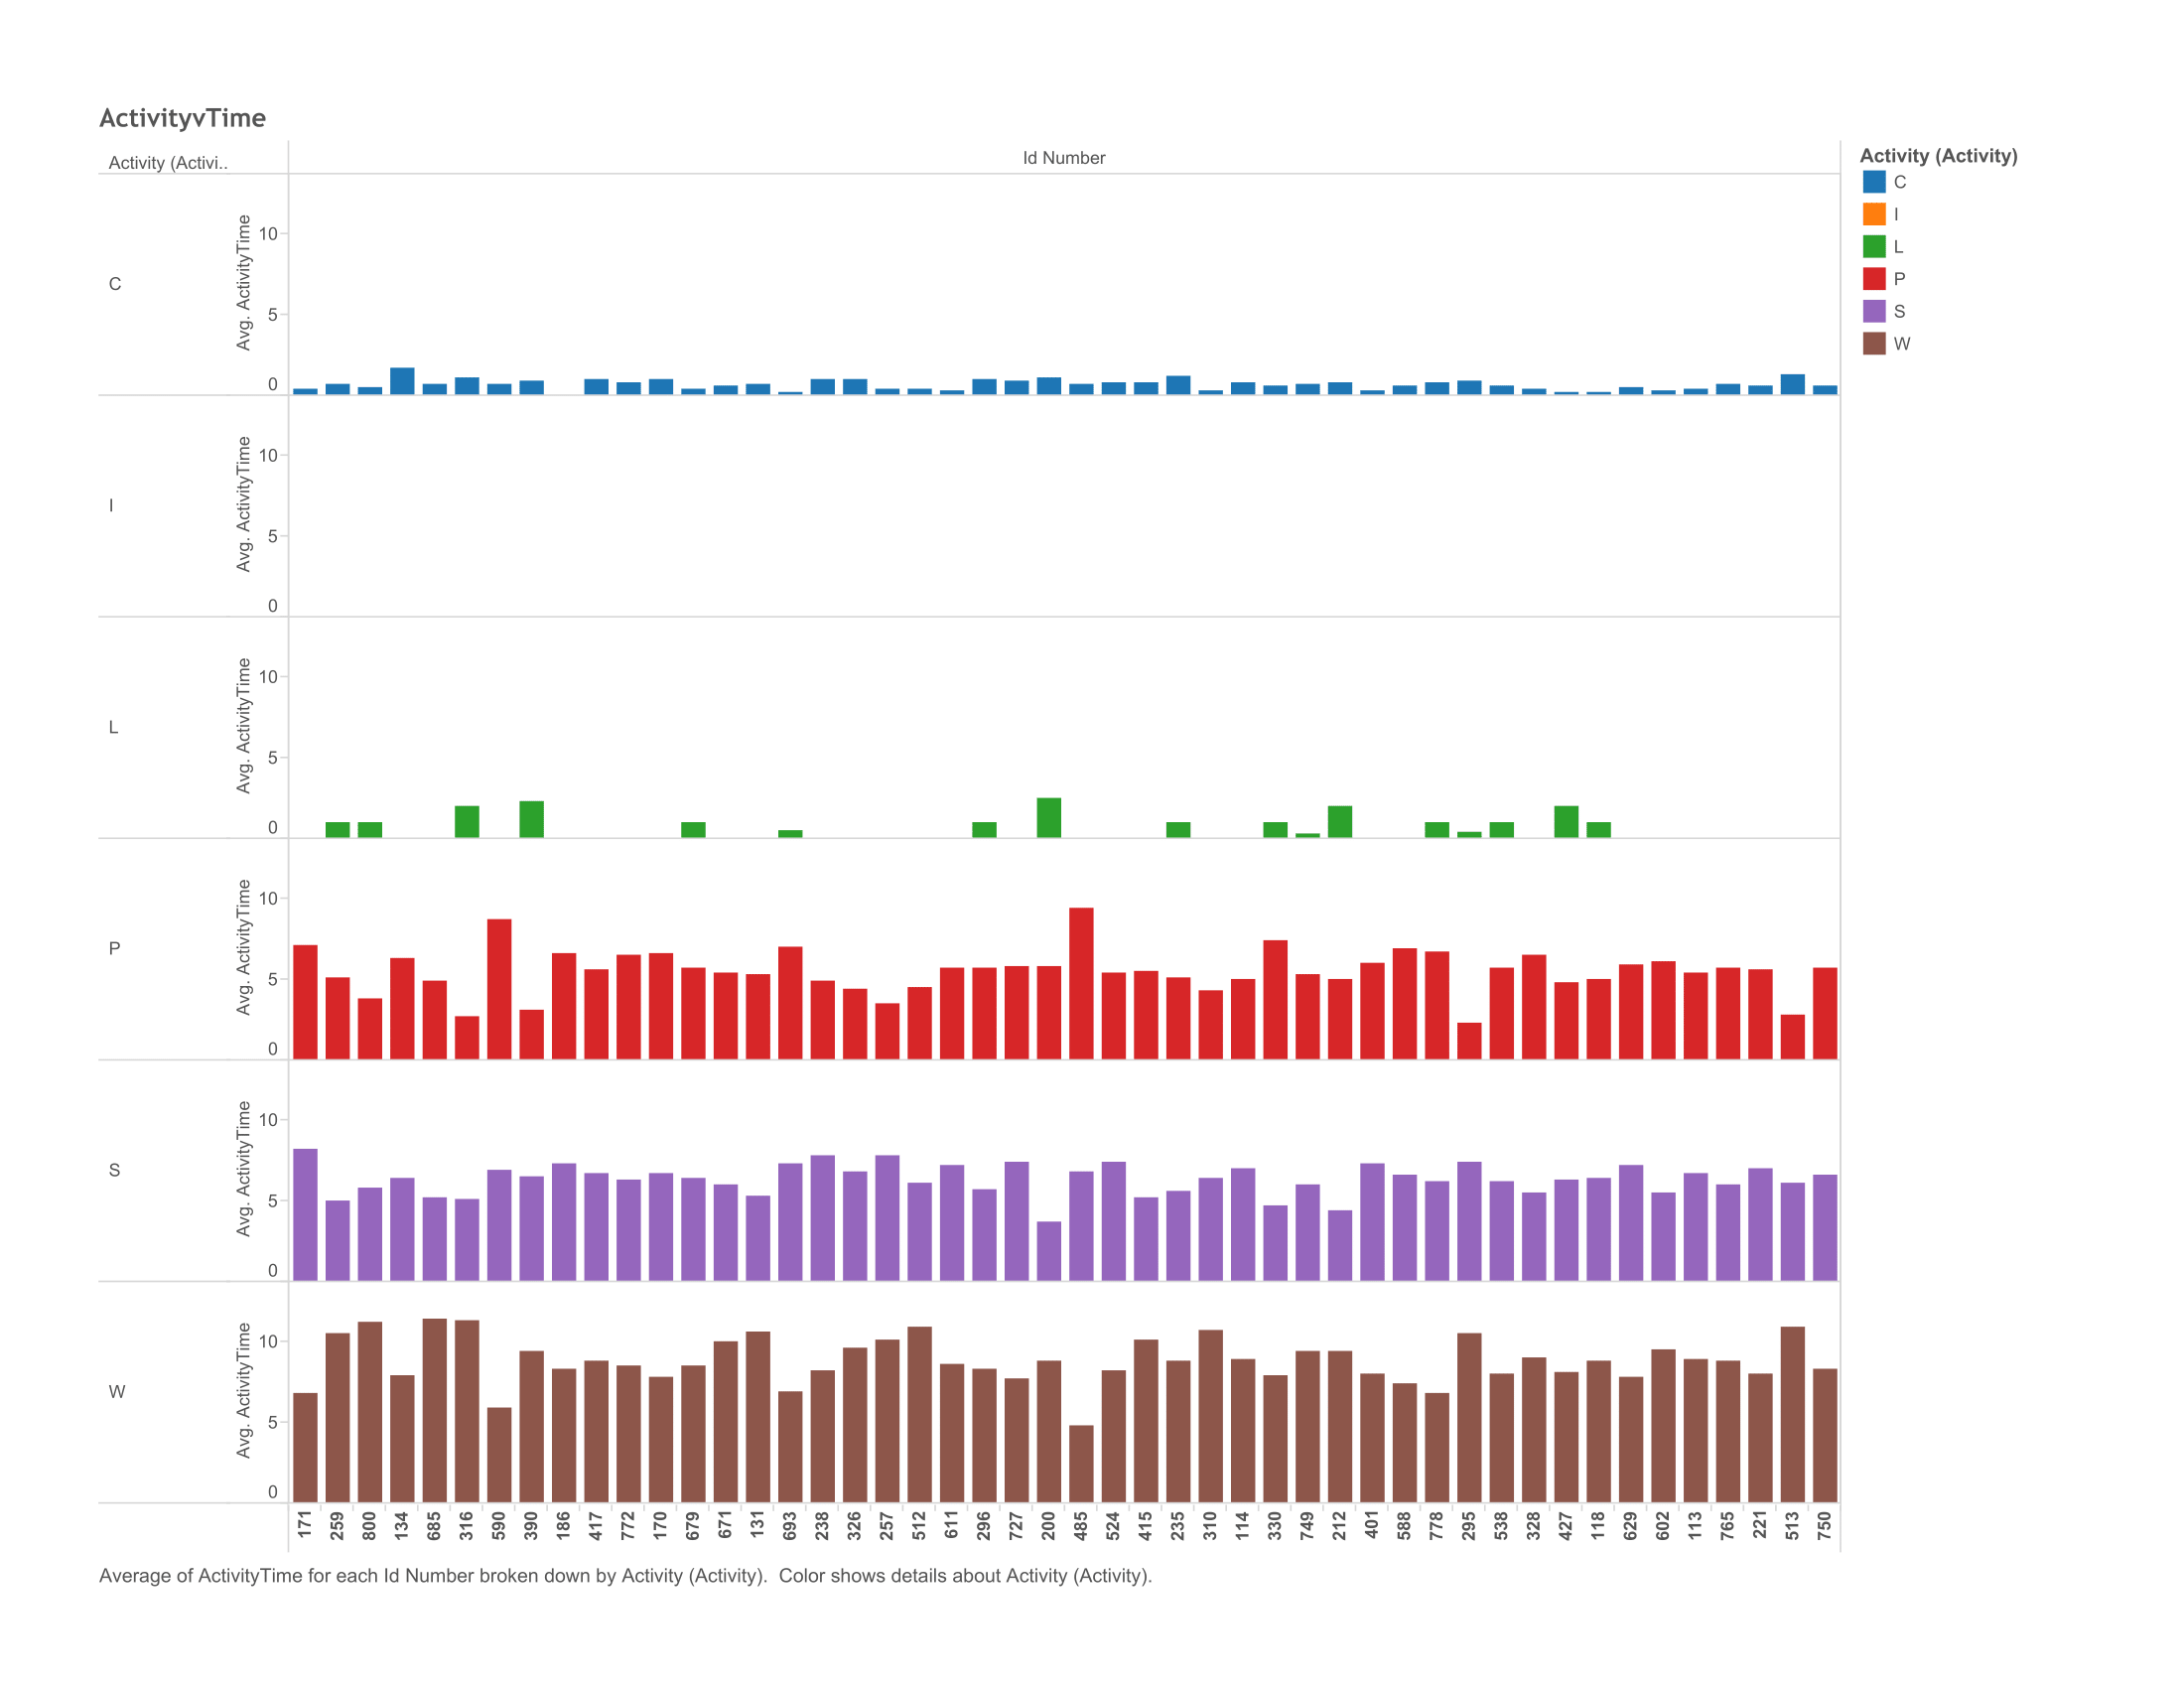 ActivityvTime
Activity (Activi..
Id Number
Activity (Activity)
C
I
L
P
S
W
C
Avg. ActivityTime
10
5
0
I
Avg. ActivityTime
10
5
0
L
Avg. ActivityTime
10
5
0
P
Avg. ActivityTime
10
5
0
S
Avg. ActivityTime
10
5
0
W
Avg. ActivityTime
10
5
0
171 259 800 134 685 316 590 390 186 417 772 170 679 671 131 693 238 326 257 512 611 296 727 200 485 524 415 235 310 114 330 749 212 401 588 778 295 538 328 427 118 629 602 113 765 221 513 750
Average of ActivityTime for each Id Number broken down by Activity (Activity).  Color shows details about Activity (Activity).